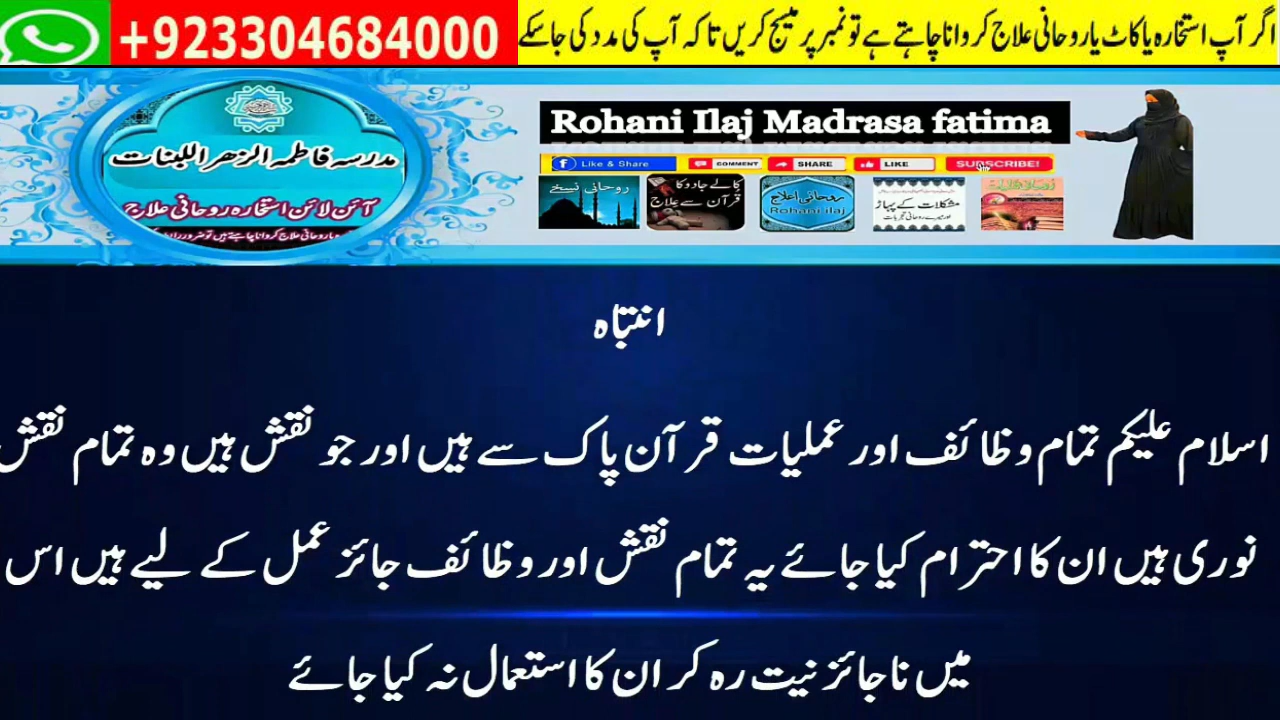 +923304684000
اگر آپ استخارہ یا کاٹ یا روحانی علاج کروانا چاہتے ہے تو نمبر پر میسج کریں تاکہ آپ کی مدد کی جاسکے
مدرسہ فاطمہ الزھرا للبنات
آن لائن استخارہ روحانی علاج
Rohani Ilaj Madrasa fatima
Like & Share
COMMENT
SHARE
LIKE
SUBSCRIBE!
روحانی نسخ
کالے جادو کا
قرآن سے علاج
روحانی علاج
Rohani Ilaj
مشکلات کے پہاڑ
انتباہ
اسلام علیکم تمام وظائف اور عملیات قرآن پاک سے ہیں اور جو نقش ہیں وہ تمام نقش
نوری ہیں ان کا احترام کیا جائے یہ تمام نقش اور وظائف جائز عمل کے لیے ہیں اس
میں ناجائز نیت رہ کر ان کا استعمال نہ کیا جائے